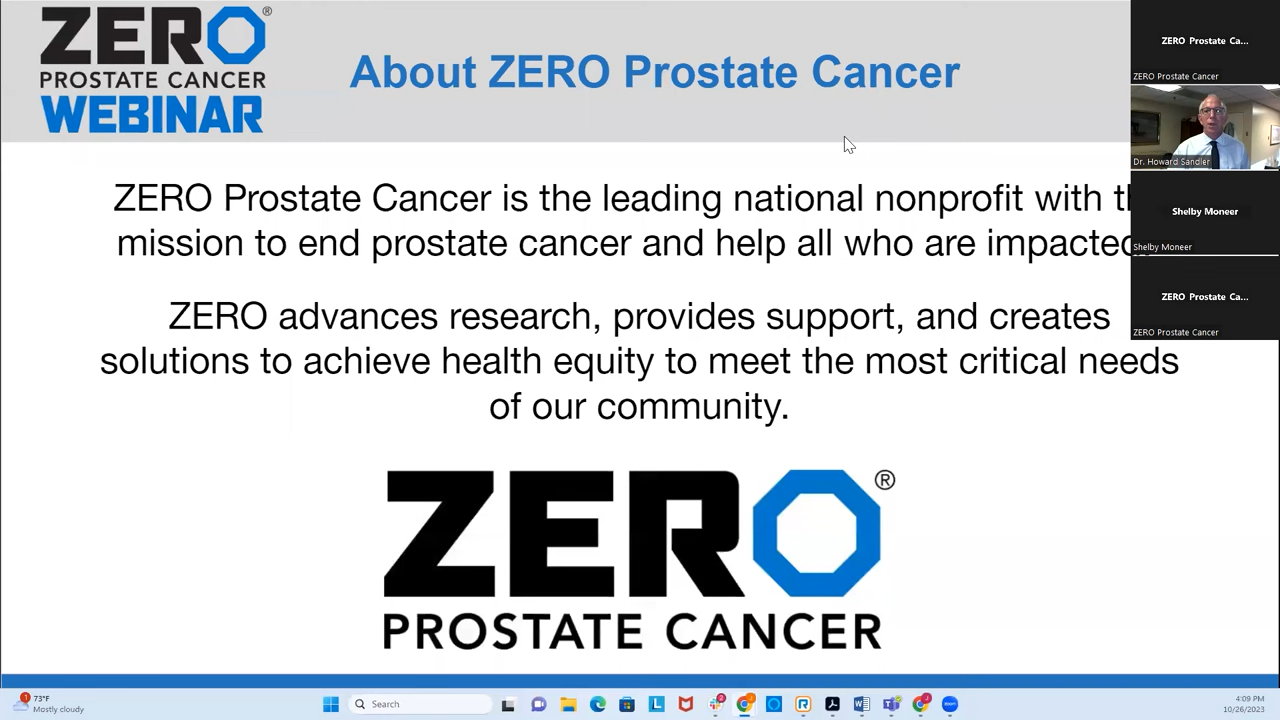 ZERO®
PROSTATE CANCER
WEBINAR
About ZERO Prostate Cancer
ZERO Prostate Ca...
ZERO Prostate Cancer
Dr. Howard Sandler
Shelby Moneer
Shelby Moneer
ZERO Prostate Ca...
ZERO Prostate Cancer
ZERO Prostate Cancer is the leading national nonprofit with
mission to end prostate cancer and help all who are impacted
ZERO advances research, provides support, and creates
solutions to achieve health equity to meet the most critical needs
of our community.
ZERO®
PROSTATE CANCER
1
73°F
Mostly cloudy
Search
2
4:09 PM
10/26/2023